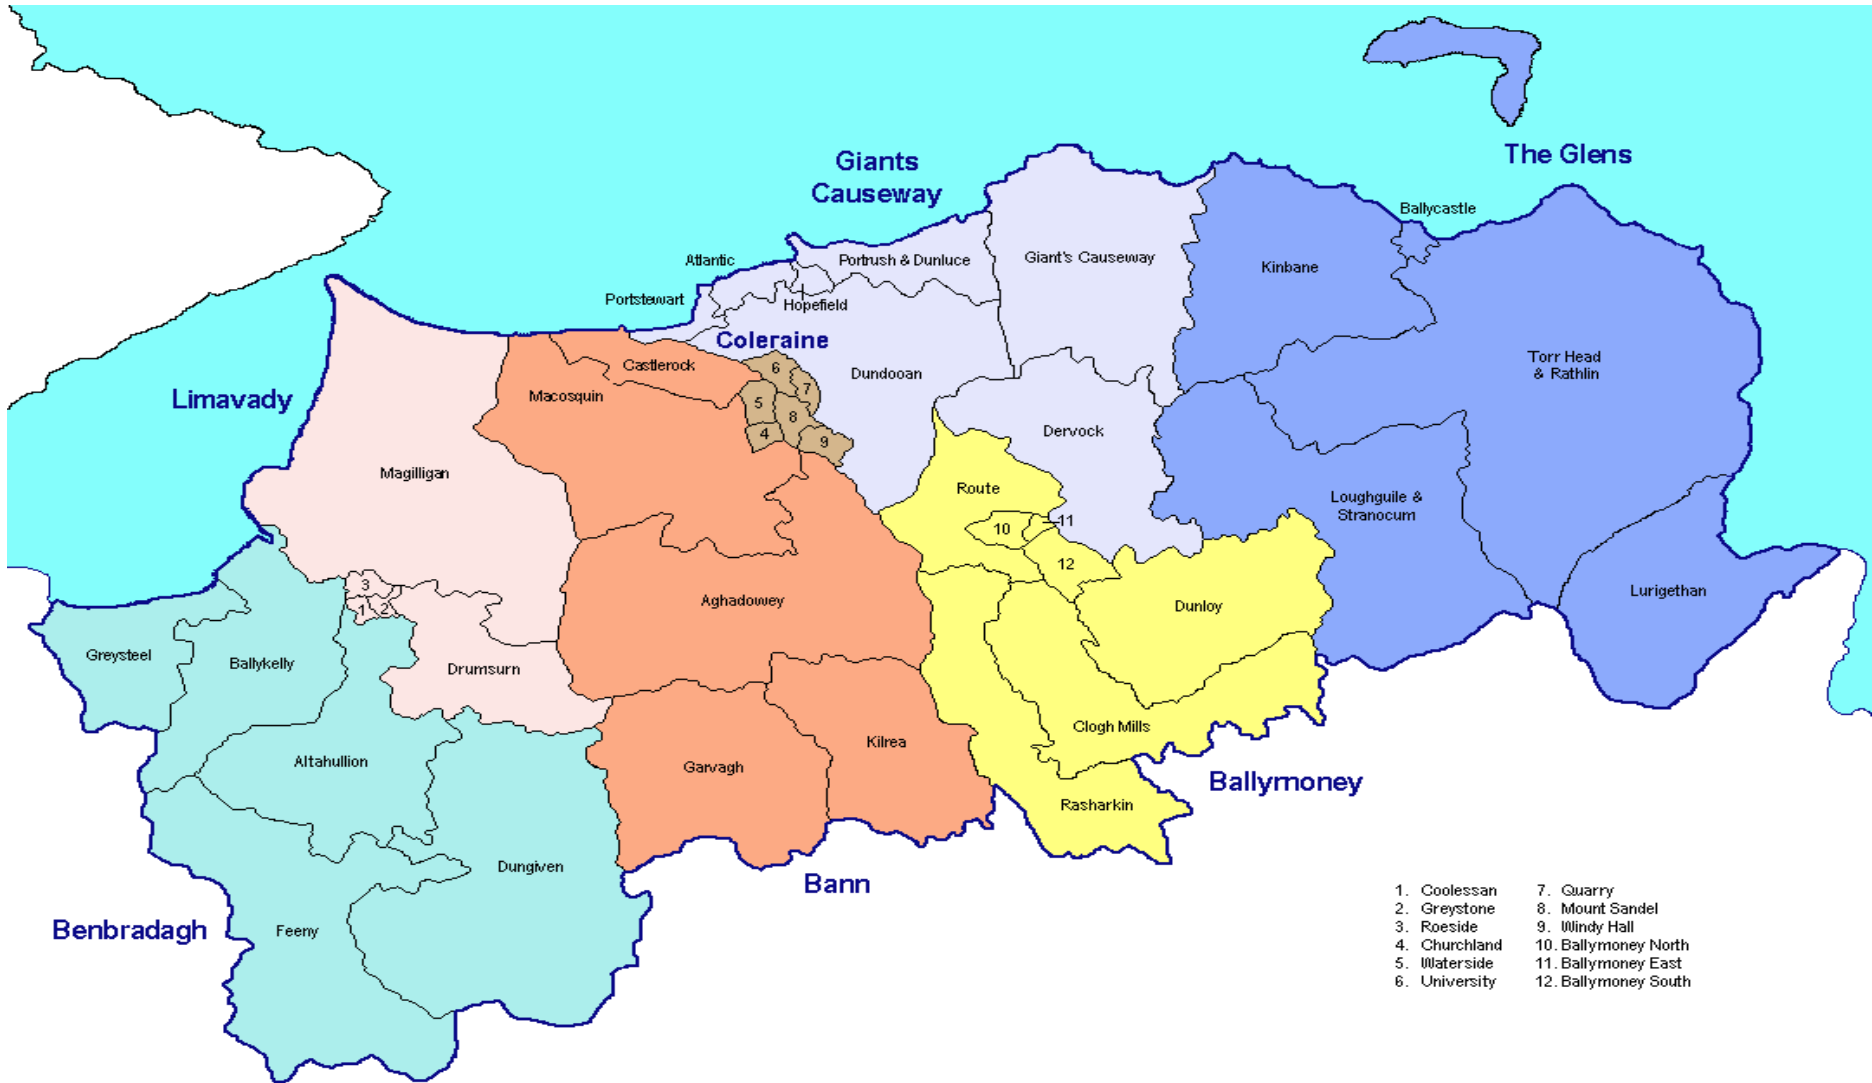 The Glens
Giants
Causeway
Ballycastle
Atlantic
Portrush & Dunluce
Giant's Causeway
Kinbane
Portstewart
Hopefield
Coleraine
Castlerock
6
7
Dundooan
Torr Head
& Rathlin
Limavady
Macosquin
5
8
4
9
Dervock
Magilligan
Route
Loughguile &
Stranocum
10
11
12
3
1
2
Aghadowey
Dunloy
Lurigethan
Greysteel
Ballykelly
Drumsurn
Clogh Mills
Kilrea
Altahullion
Garvagh
Ballymoney
Rasharkin
Dungiven
Bann
Benbradagh
Feeny
1. Coolessan
2. Greystone
3. Roeside
4. Churchland
5. Waterside
6. University
7. Quarry
8. Mount Sandel
9. Windy Hall
10. Ballymoney North
11. Ballymoney East
12. Ballymoney South